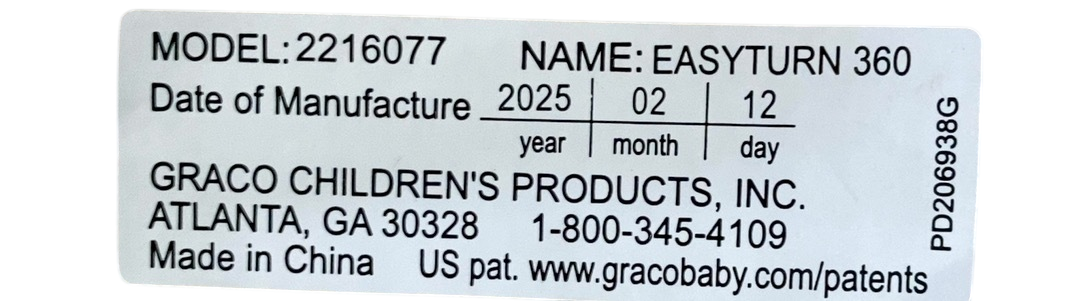 MODEL: 2216077 NAME: EASYTURN 360
Date of Manufacture 2025 02 12
year month day
GRACO CHILDREN'S PRODUCTS, INC.
ATLANTA, GA 30328 1-800-345-4109
Made in China US pat. www.gracobaby.com/patents
PD206938G